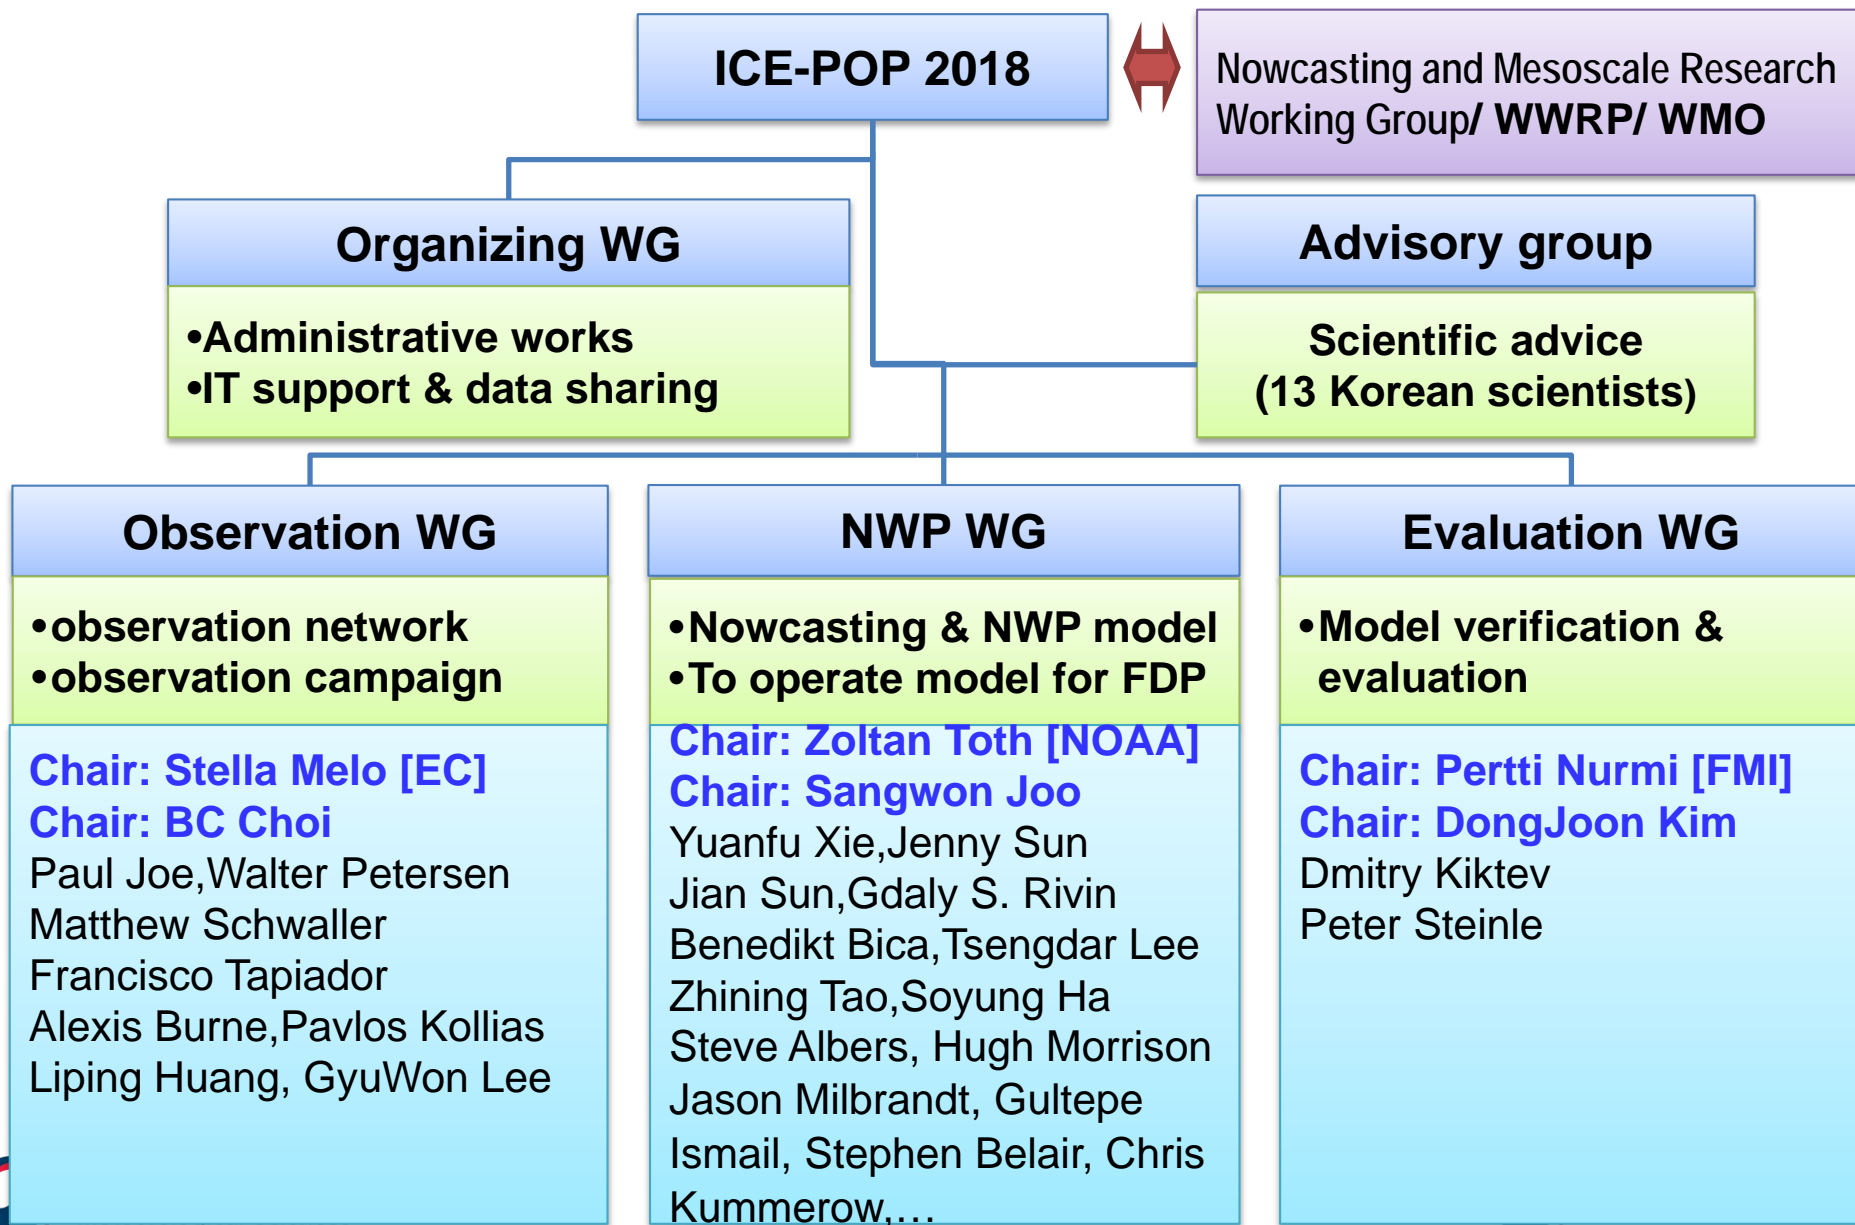 ICE-POP 2018
Nowcasting and Mesoscale Research
Working Group/ WWRP/ WMO
Organizing WG
•Administrative works
•IT support & data sharing
Advisory group
Scientific advice
(13 Korean scientists)
Observation WG
•observation network
•observation campaign
Chair: Stella Melo [EC]
Chair: BC Choi
Paul Joe,Walter Petersen
Matthew Schwaller
Francisco Tapiador
Alexis Burne,Pavlos Kollias
Liping Huang, GyuWon Lee
NWP WG
•Nowcasting & NWP model
•To operate model for FDP
Chair: Zoltan Toth [NOAA]
Chair: Sangwon Joo
Yuanfu Xie,Jenny Sun
Jian Sun,Gdaly S. Rivin
Benedikt Bica,Tsengdar Lee
Zhining Tao,Soyung Ha
Steve Albers, Hugh Morrison
Jason Milbrandt, Gultepe
Ismail, Stephen Belair, Chris
Kummerow,…
Evaluation WG
•Model verification &
evaluation
Chair: Pertti Nurmi [FMI]
Chair: DongJoon Kim
Dmitry Kiktev
Peter Steinle